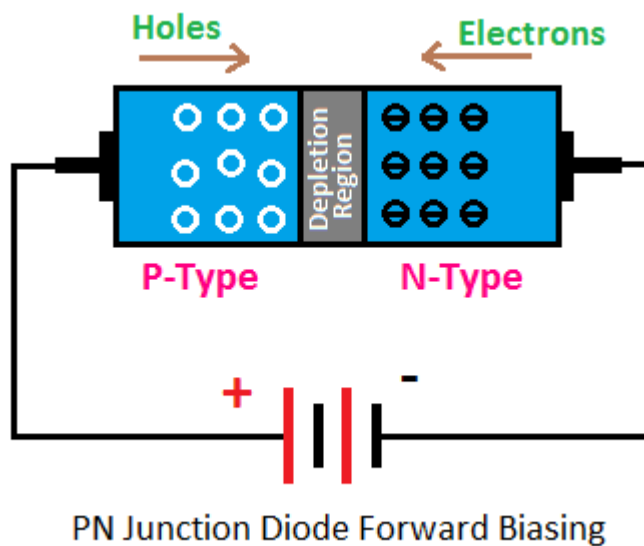 Holes
Electrons
Depletion
Region
P-Type
N-Type
+
-
PN Junction Diode Forward Biasing